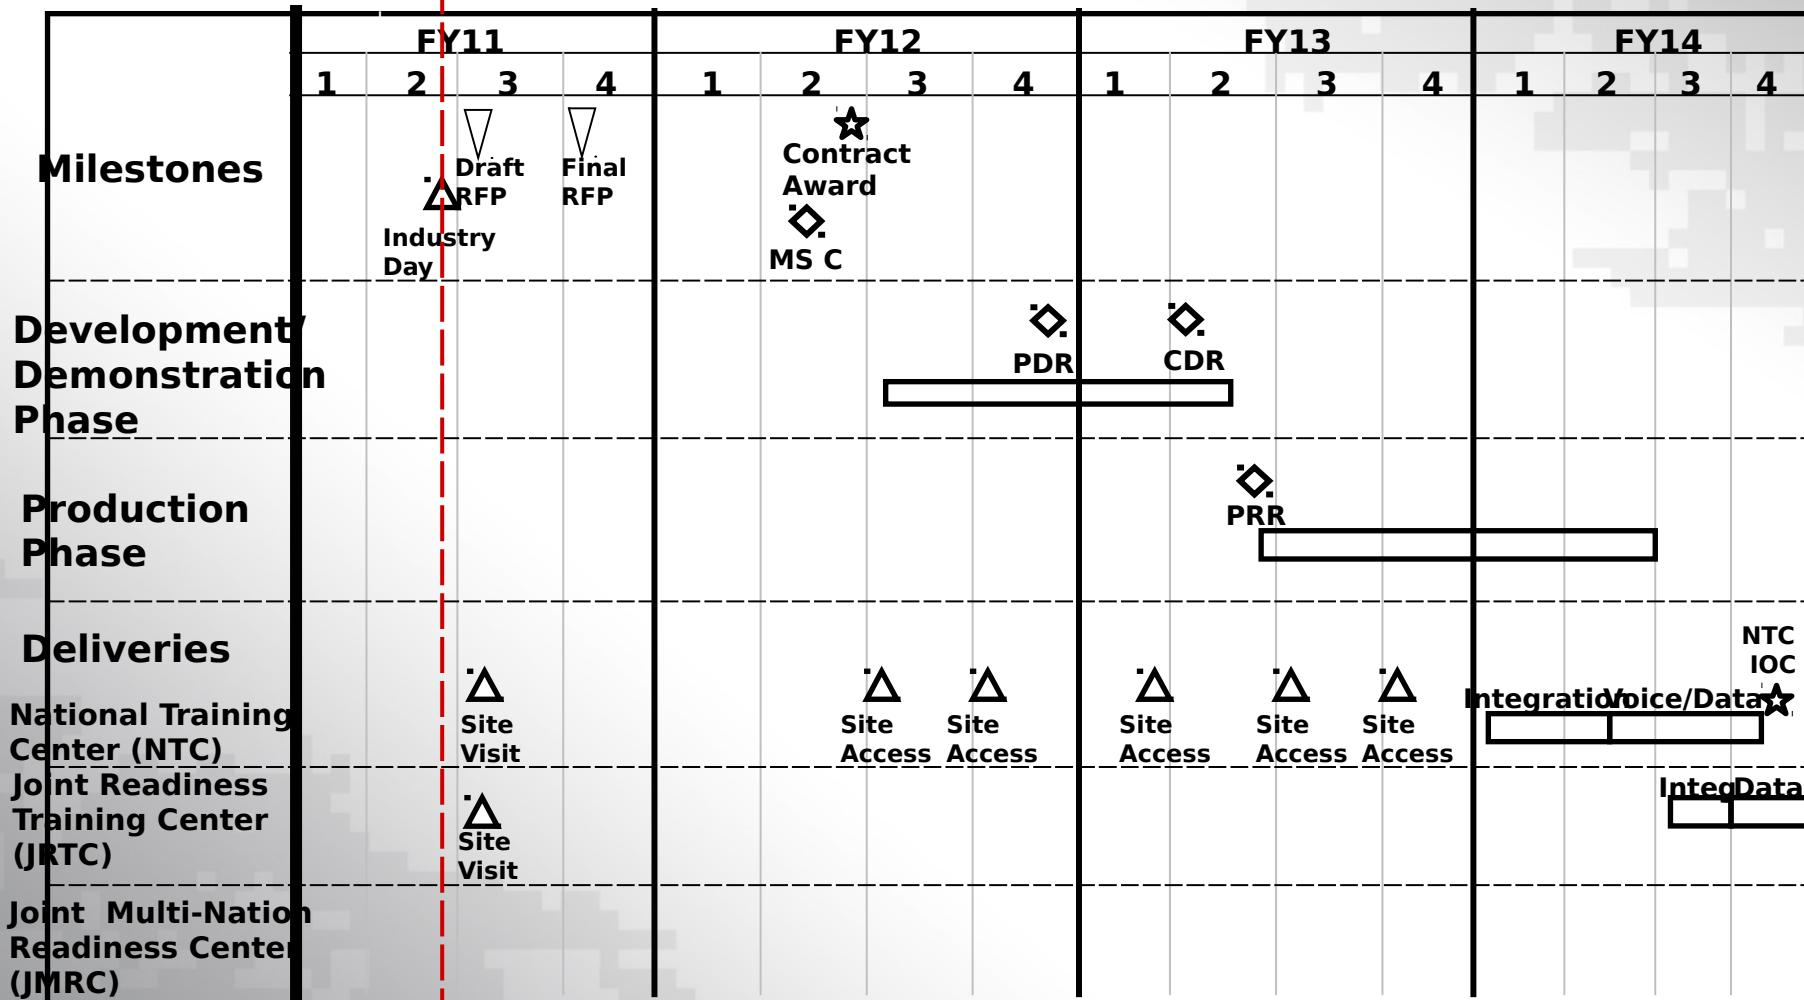 FY11 FY12 FY13 FY14
1 2 3 4 1 2 3 4 1 2 3 4 1 2 3 4
Milestones
Draft
RFP
Final
RFP
Industry
Day
Contract
Award
MS C
Development/
Demonstration
Phase
PDR
CDR
Production
Phase
PRR
Deliveries
NTC
IOC
National Training
Center (NTC)
Site
Visit
Site
Access
Site
Access
Site
Access
Site
Access
Site
Access
Integration
Voice/Data
Joint Readiness
Training Center
(JRTC)
Site
Visit
Integ
Data
Joint  Multi-Nation
Readiness Center
(JMRC)